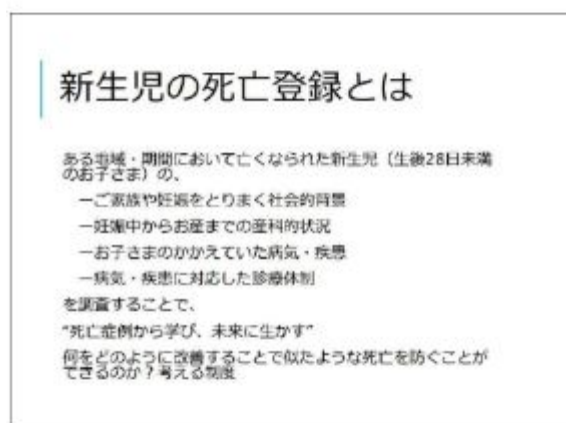 新生児の死亡登録とは
ある地域・期間において亡くなられた新生児（生後28日未満
のお子さま）の、
ーご家族や妊娠をとりまく社会的背景
ー妊娠中からお産までの産科的状況
ーお子さまのかかえていた病気・疾患
ー病気・疾患に対応した診療体制
を調査することで、
“死亡症例から学び、未来に生かす”
何をどのように改善することで似たような死亡を防ぐことが
できるのか？考える制度